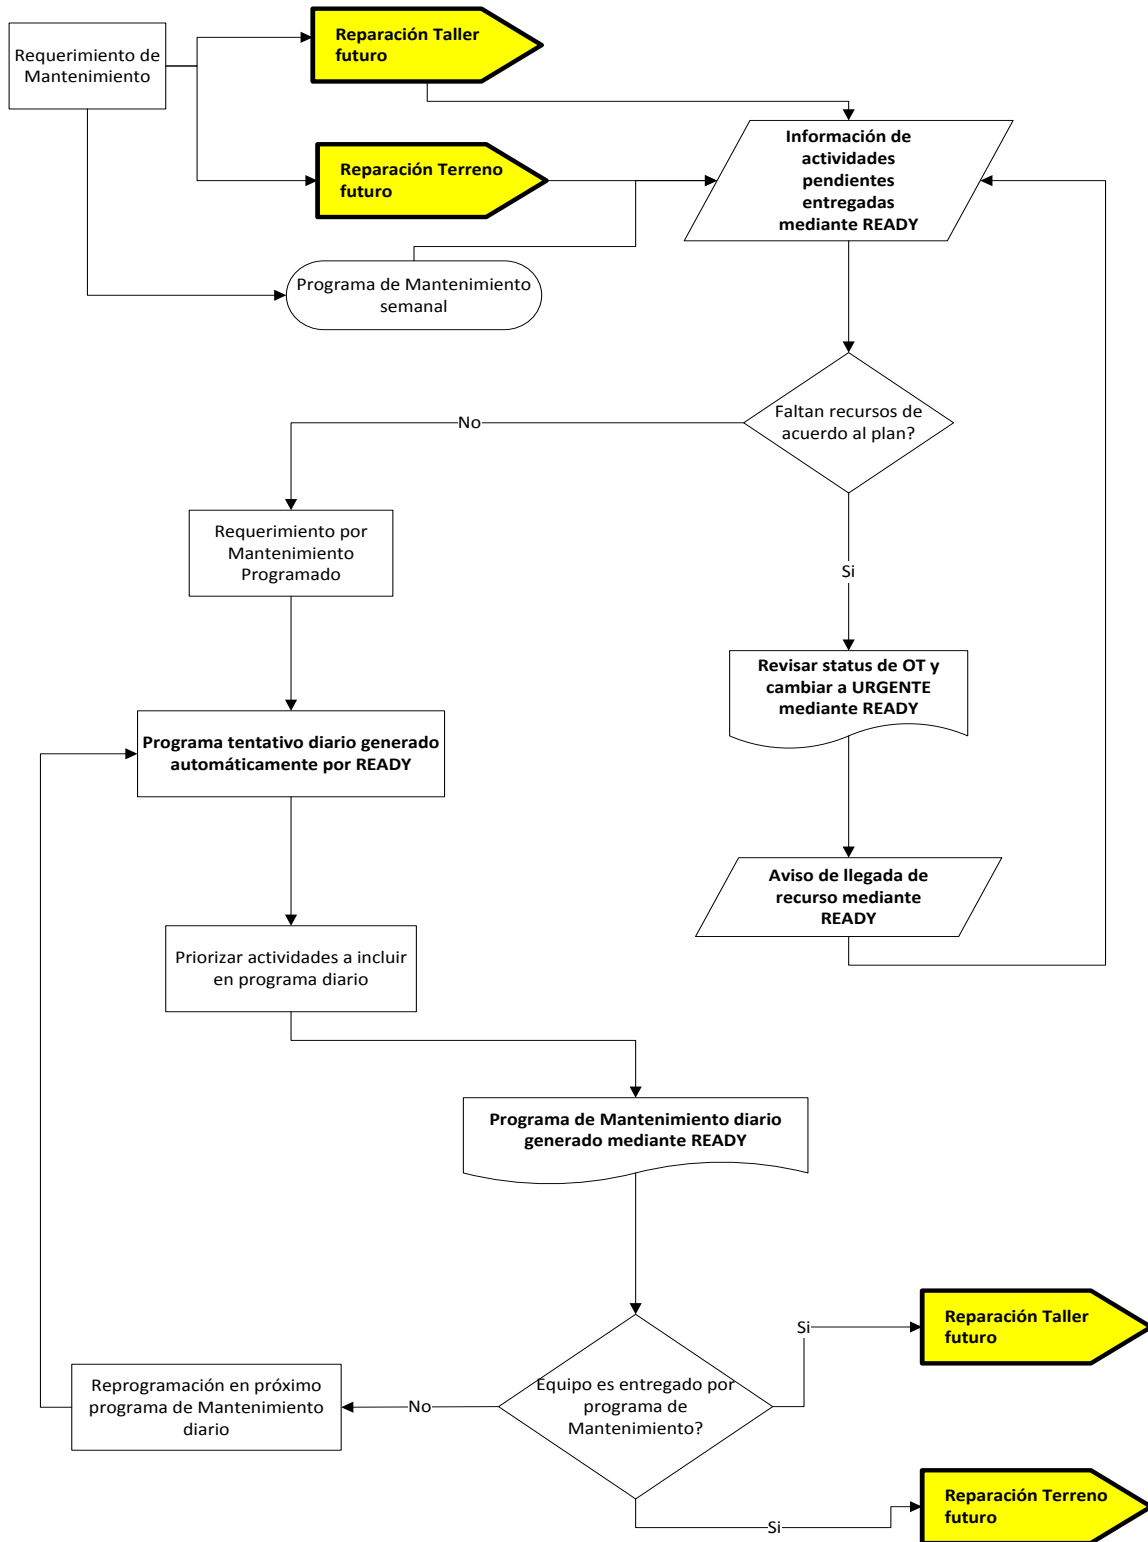 Requerimiento de
Mantenimiento
Reparación Taller
futuro
Reparación Terreno
futuro
Programa de Mantenimiento
semanal
Información de
actividades
pendientes
entregadas
mediante READY
Faltan recursos de
acuerdo al plan?
No
Si
Requerimiento por
Mantenimiento
Programado
Revisar status de OT y
cambiar a URGENTE
mediante READY
Programa tentativo diario generado
automáticamente por READY
Aviso de llegada de
recurso mediante
READY
Priorizar actividades a incluir
en programa diario
Programa de Mantenimiento diario
generado mediante READY
Equipo es entregado por
programa de
Mantenimiento?
Si
Reparación Taller
futuro
No
Reprogramación en próximo
programa de Mantenimiento
diario
Si
Reparación Terreno
futuro